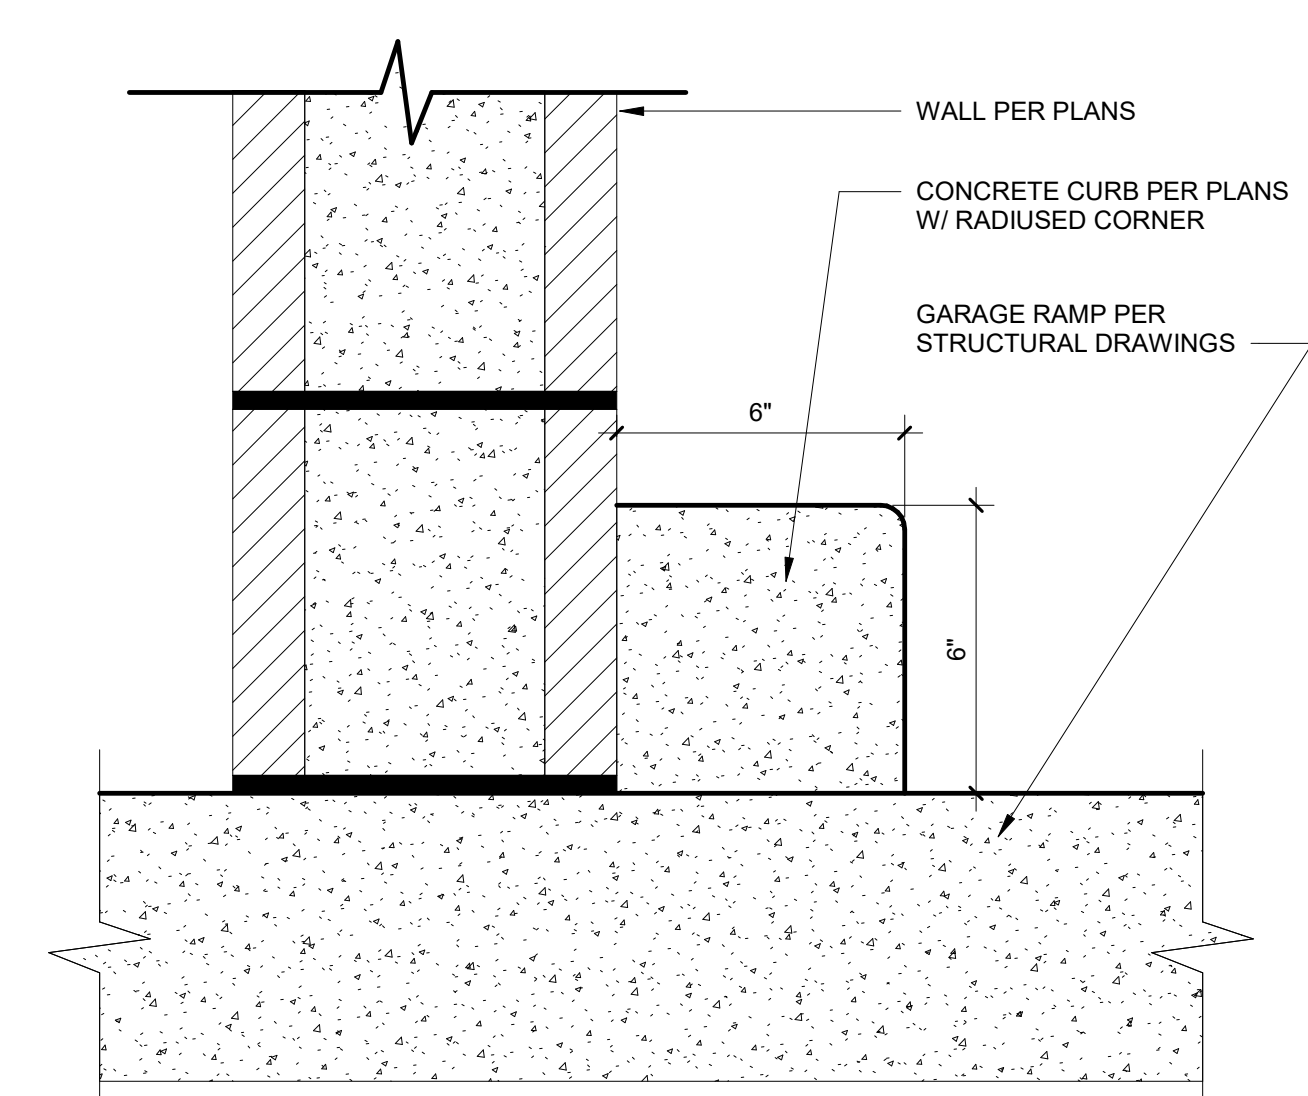 WALL PER PLANS
CONCRETE CURB PER PLANS
W/ RADIUSED CORNER
GARAGE RAMP PER
STRUCTURAL DRAWINGS
6"
6"